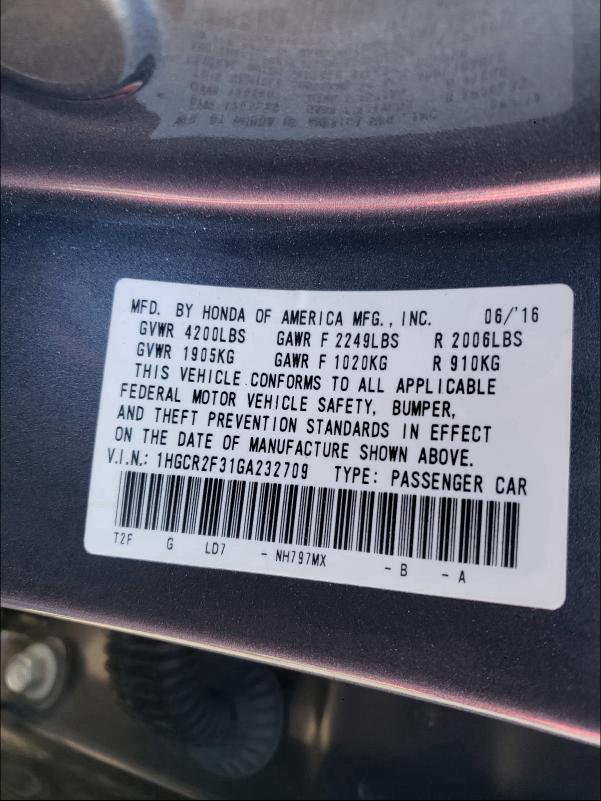 MFD. BY HONDA OF AMERICA MFG., INC. 06/'16
GVWR 4200LBS GAWR F 2249LBS R 2006LBS
GVWR 1905KG GAWR F 1020KG R 910KG
THIS VEHICLE CONFORMS TO ALL APPLICABLE
FEDERAL MOTOR VEHICLE SAFETY, BUMPER,
AND THEFT PREVENTION STANDARDS IN EFFECT
ON THE DATE OF MANUFACTURE SHOWN ABOVE.
V.I.N.: 1HGCR2F31GA232709 TYPE: PASSENGER CAR
T2F G LD7 - NH797MX - B - A